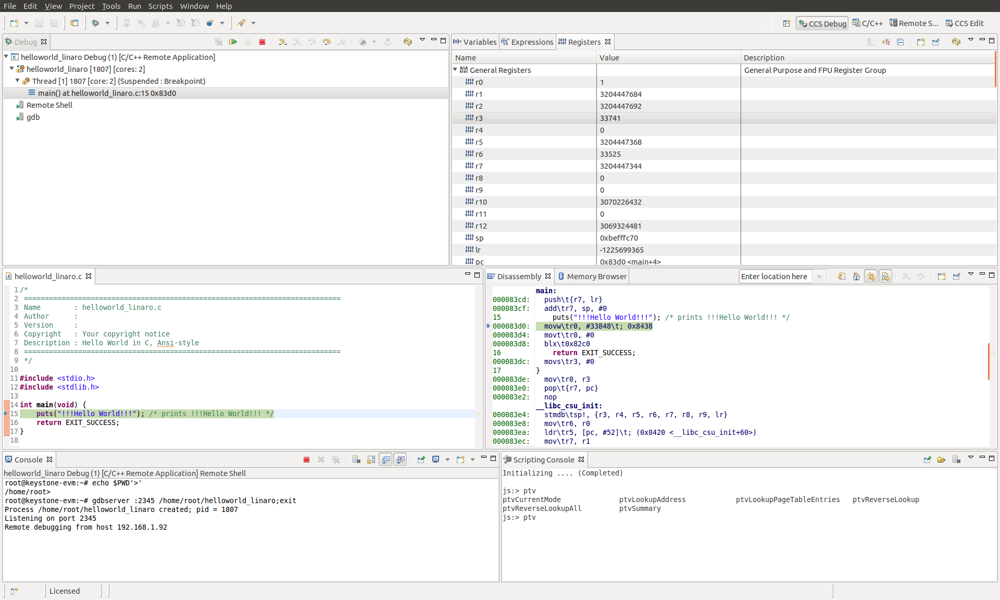 File Edit View Project Tools Run Scripts Window Help
CCS Debug C/C++ Remote S... CCS Edit
Debug
helloworld_linaro Debug (1) [C/C++ Remote Application]
helloworld_linaro [1807] [cores: 2]
Thread [1] 1807 [core: 2] (Suspended : Breakpoint)
main() at helloworld_linaro.c:15 0x83d0
Remote Shell
gdb
Variables Expressions Registers
Name Value Description
General Registers General Purpose and FPU Register Group
r0 1
r1 3204447684
r2 3204447692
r3 33741
r4 0
r5 3204447368
r6 33525
r7 3204447344
r8 0
r9 0
r10 3070226432
r11 0
r12 3069324481
sp 0xbefffc70
lr -1225699365
pc 0x83d0 <main+4>
helloworld_linaro.c
1 /*
2 ============================================================================
3 Name : helloworld_linaro.c
4 Author :
5 Version :
6 Copyright : Your copyright notice
7 Description : Hello World in C, Ansi-style
8 ============================================================================
9 */
10
11 #include <stdio.h>
12 #include <stdlib.h>
13
14 int main(void) {
15 puts("!!!Hello World!!!"); /* prints !!!Hello World!!! */
16 return EXIT_SUCCESS;
17 }
18
Disassembly Memory Browser Enter location here
main:
000083cd: push\t{r7, lr}
000083cf: add\tr7, sp, #0
15 puts("!!!Hello World!!!"); /* prints !!!Hello World!!! */
000083d0: movw\tr0, #33848\t; 0x8438
000083d4: movt\tr0, #0
000083d8: blx\t0x82c0
16 return EXIT_SUCCESS;
000083dc: movs\tr3, #0
17 }
000083de: mov\tr0, r3
000083e0: pop\t{r7, pc}
000083e2: nop
__libc_csu_init:
000083e4: stmdb\tsp!, {r3, r4, r5, r6, r7, r8, r9, lr}
000083e8: mov\tr6, r0
000083ea: ldr\tr5, [pc, #52]\t; (0x8420 <__libc_csu_init+60>)
000083ec: mov\tr7, r1
Console
helloworld_linaro Debug (1) [C/C++ Remote Application] Remote Shell
root@keystone-evm:~# echo $PWD'>'
/home/root>
root@keystone-evm:~# gdbserver :2345 /home/root/helloworld_linaro;exit
Process /home/root/helloworld_linaro created; pid = 1807
Listening on port 2345
Remote debugging from host 192.168.1.92
Scripting Console
Initializing .... (Completed)
js:> ptv
ptvCurrentMode ptvLookupAddress ptvLookupPageTableEntries ptvReverseLookup
ptvReverseLookupAll ptvSummary
js:> ptv
Licensed